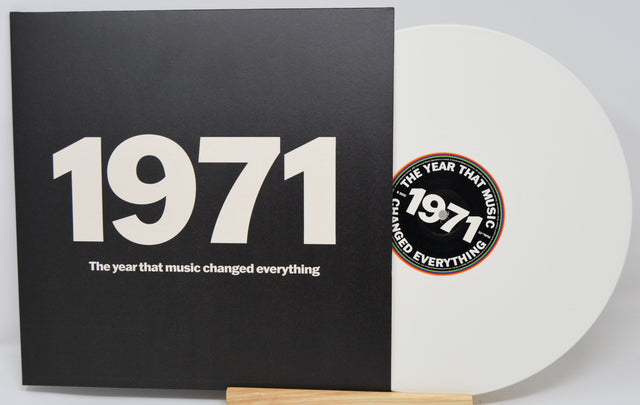 1971
The year that music changed everything
THE YEAR THAT MUSIC
1971
CHANGED EVERYTHING